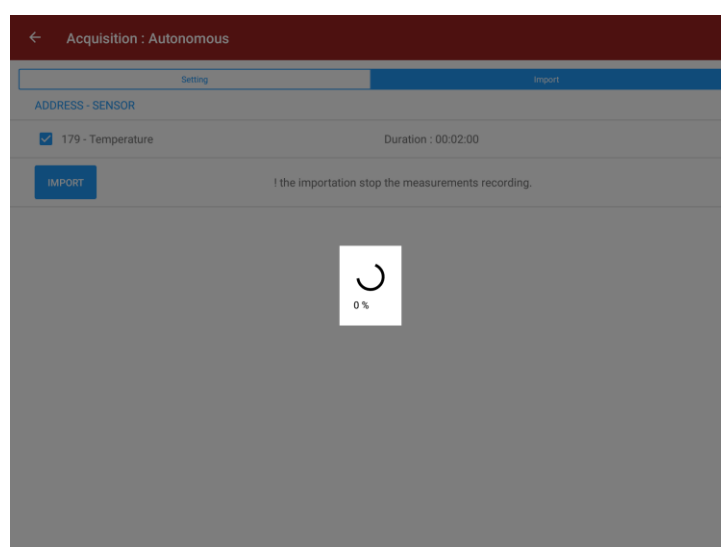 Acquisition : Autonomous
Setting Import
ADDRESS - SENSOR
179 - Temperature Duration : 00:02:00
IMPORT ! the importation stop the measurements recording.
0 %